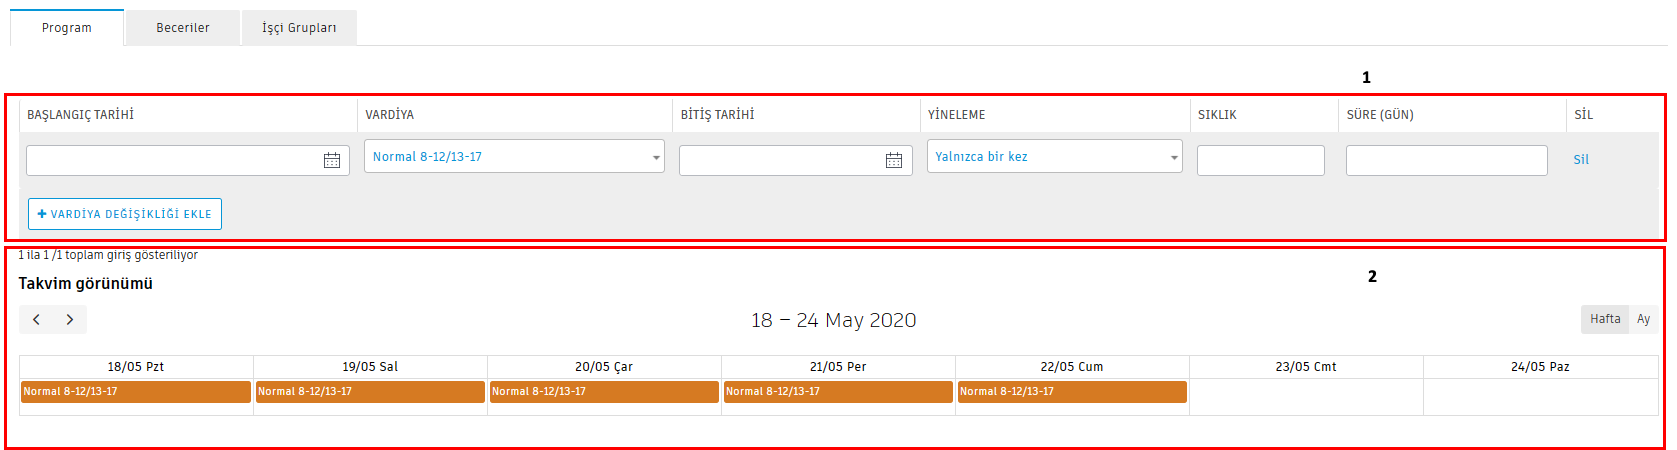 Program Beceriler İşçi Grupları
1
BAŞLANGIÇ TARİHİ VARDİYA BİTİŞ TARİHİ YİNELEME SIKLIK SÜRE (GÜN) SİL
Normal 8-12/13-17 Yalnızca bir kez Sil
+ VARDİYA DEĞİŞİKLİĞİ EKLE
1 ila 1 /1 toplam giriş gösteriliyor
2
Takvim görünümü
18 – 24 May 2020 Hafta Ay
18/05 Pzt 19/05 Sal 20/05 Çar 21/05 Per 22/05 Cum 23/05 Cmt 24/05 Paz
Normal 8-12/13-17 Normal 8-12/13-17 Normal 8-12/13-17 Normal 8-12/13-17 Normal 8-12/13-17